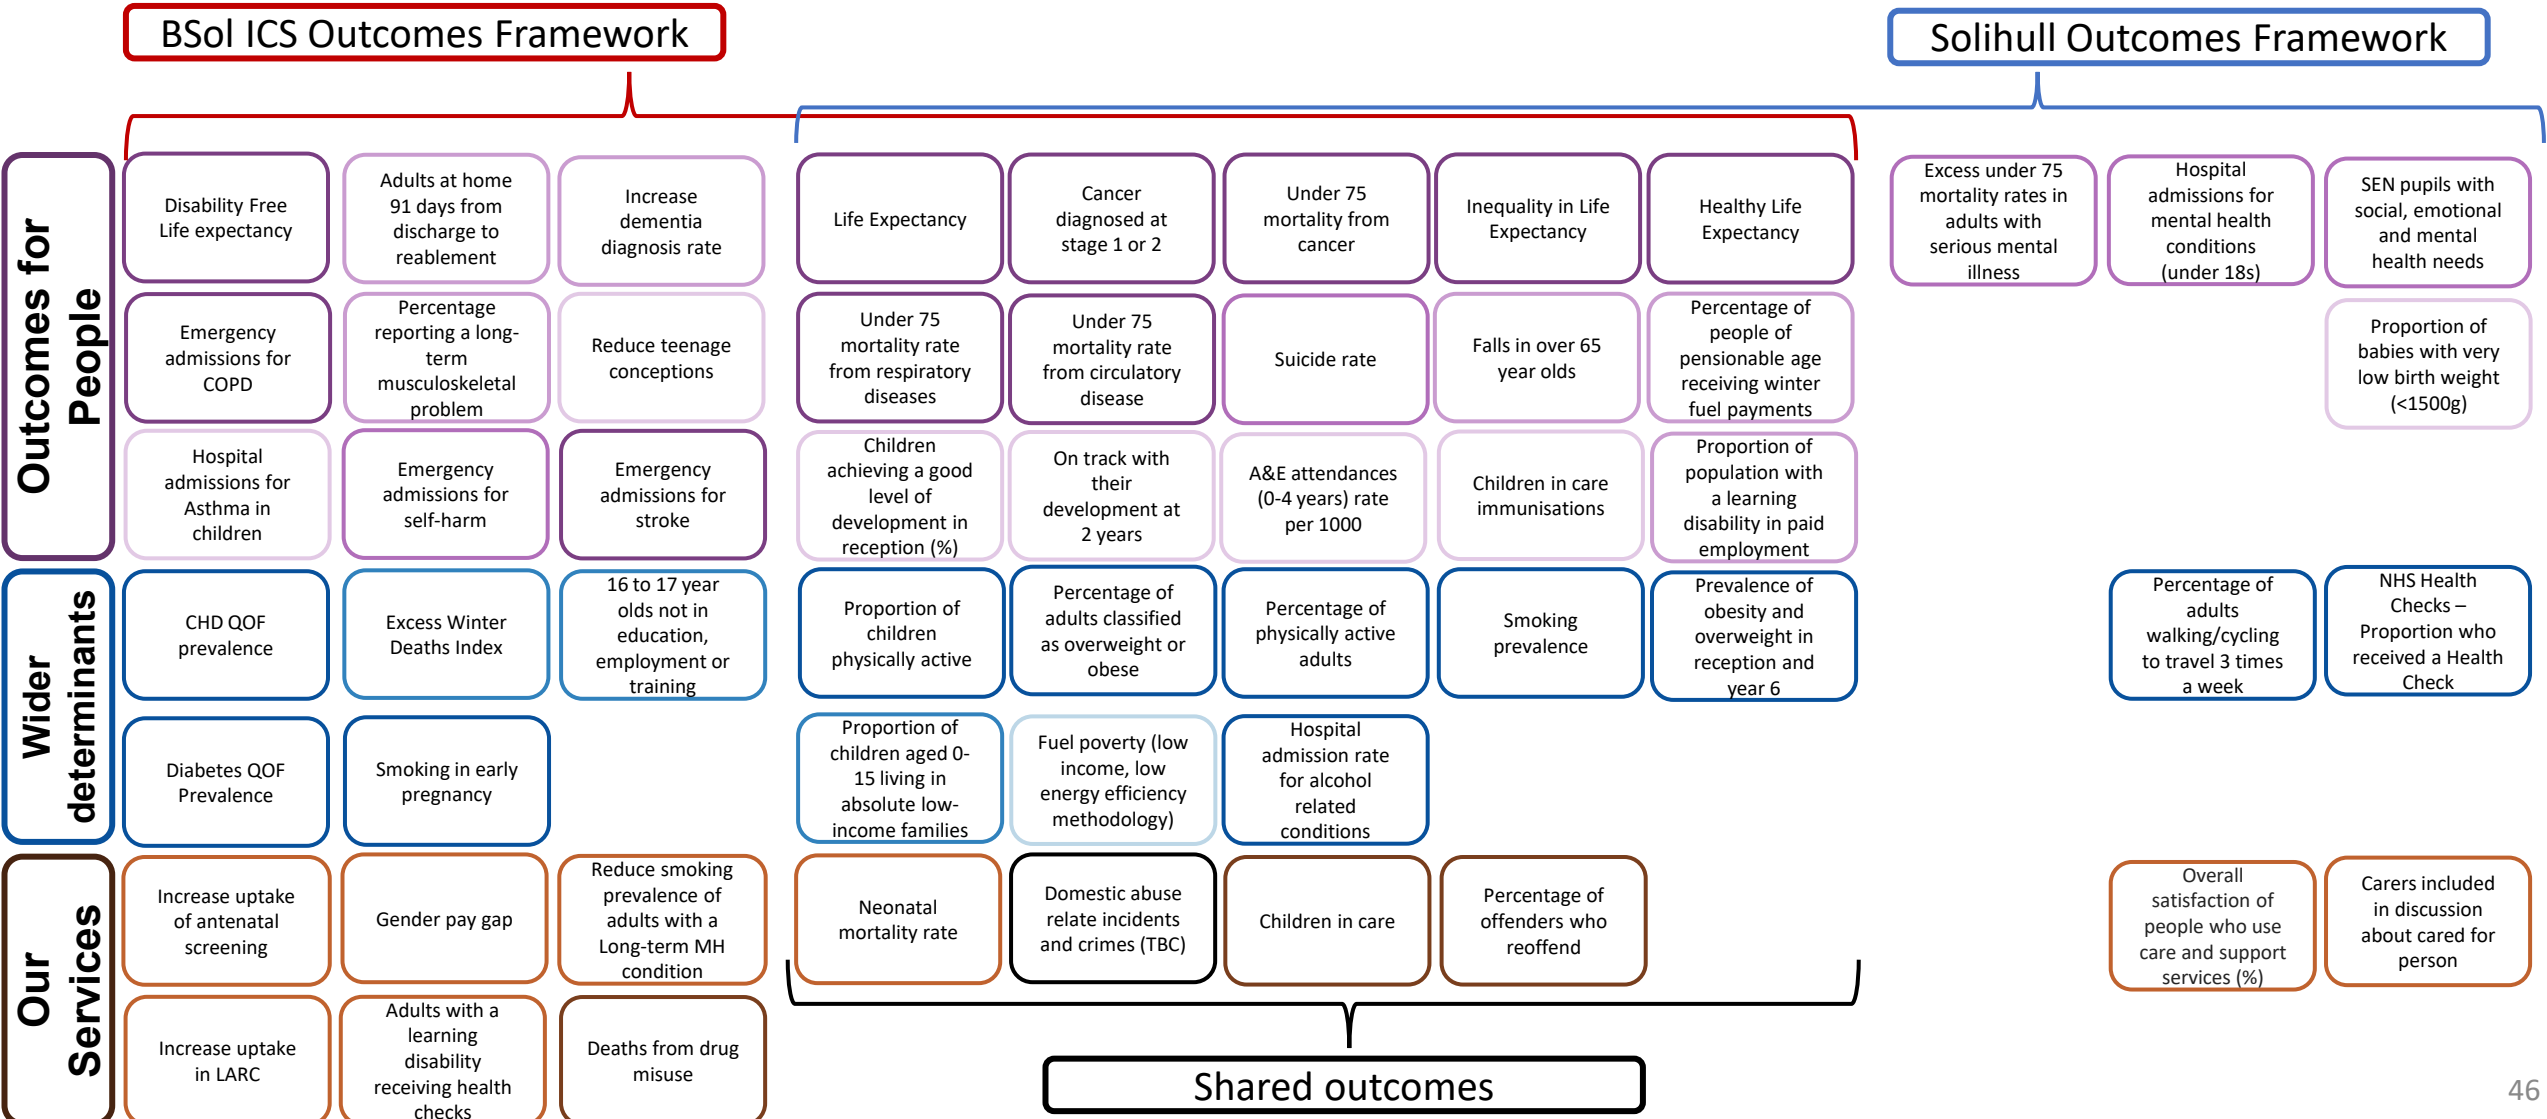 BSol ICS Outcomes Framework
Solihull Outcomes Framework
Outcomes for
People
Disability Free
Life expectancy
Adults at home
91 days from
discharge to
reablement
Increase
dementia
diagnosis rate
Life Expectancy
Cancer
diagnosed at
stage 1 or 2
Under 75
mortality from
cancer
Inequality in Life
Expectancy
Healthy Life
Expectancy
Excess under 75
mortality rates in
adults with
serious mental
illness
Hospital
admissions for
mental health
conditions
(under 18s)
SEN pupils with
social, emotional
and mental
health needs
Emergency
admissions for
COPD
Percentage
reporting a long-
term
musculoskeletal
problem
Reduce teenage
conceptions
Under 75
mortality rate
from respiratory
diseases
Under 75
mortality rate
from circulatory
disease
Suicide rate
Falls in over 65
year olds
Percentage of
people of
pensionable age
receiving winter
fuel payments
Proportion of
babies with very
low birth weight
(<1500g)
Hospital
admissions for
Asthma in
children
Emergency
admissions for
self-harm
Emergency
admissions for
stroke
Children
achieving a good
level of
development in
reception (%)
On track with
their
development at
2 years
A&E attendances
(0-4 years) rate
per 1000
Children in care
immunisations
Proportion of
population with
a learning
disability in paid
employment
Wider
determinants
CHD QOF
prevalence
Excess Winter
Deaths Index
16 to 17 year
olds not in
education,
employment or
training
Proportion of
children
physically active
Percentage of
adults classified
as overweight or
obese
Percentage of
physically active
adults
Smoking
prevalence
Prevalence of
obesity and
overweight in
reception and
year 6
Percentage of
adults
walking/cycling
to travel 3 times
a week
NHS Health
Checks –
Proportion who
received a Health
Check
Diabetes QOF
Prevalence
Smoking in early
pregnancy
Proportion of
children aged 0-
15 living in
absolute low-
income families
Fuel poverty (low
income, low
energy efficiency
methodology)
Hospital
admission rate
for alcohol
related
conditions
Our
Services
Increase uptake
of antenatal
screening
Gender pay gap
Reduce smoking
prevalence of
adults with a
Long-term MH
condition
Neonatal
mortality rate
Domestic abuse
relate incidents
and crimes (TBC)
Children in care
Percentage of
offenders who
reoffend
Overall
satisfaction of
people who use
care and support
services (%)
Carers included
in discussion
about cared for
person
Increase uptake
in LARC
Adults with a
learning
disability
receiving health
checks
Deaths from drug
misuse
Shared outcomes
46